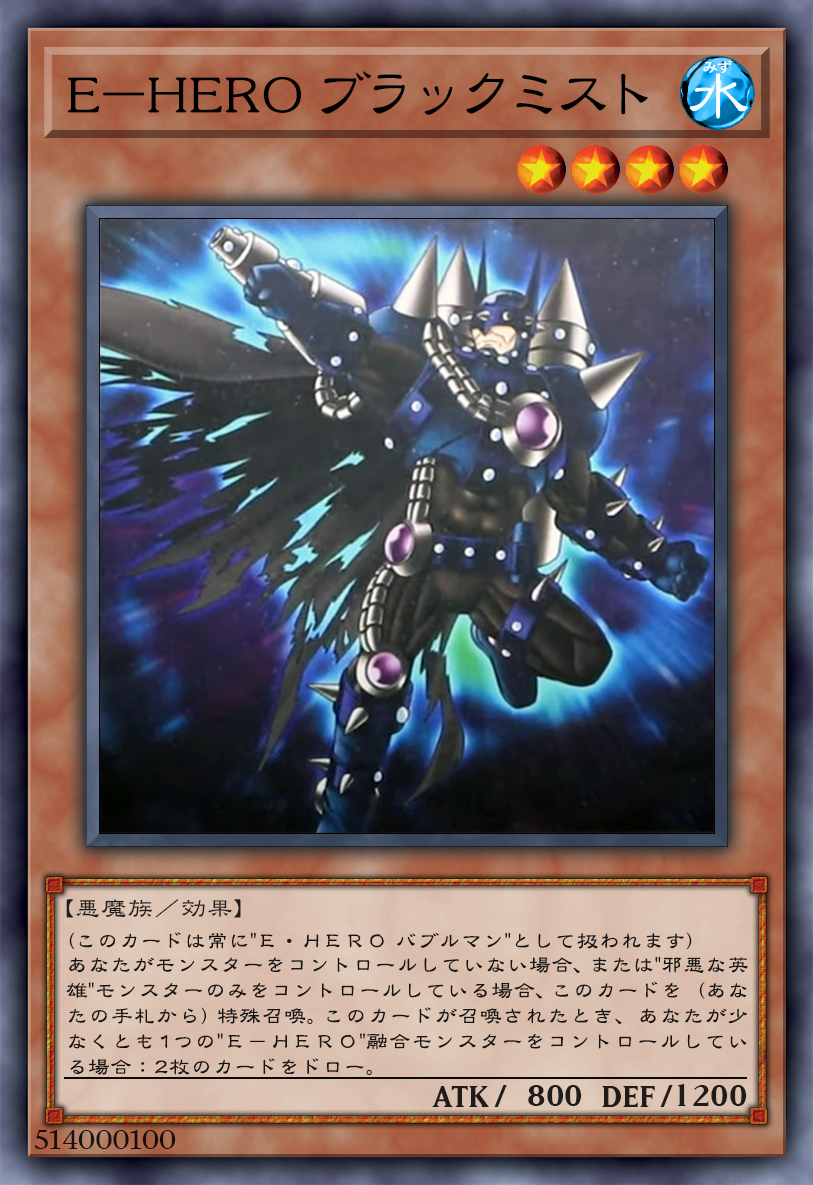 E－HERO ブラックミスト
みず
水
【悪魔族／効果】
(このカードは常に"E・HERO バブルマン"として扱われます)
あなたがモンスターをコントロールしていない場合、または"邪悪な英
雄"モンスターのみをコントロールしている場合、このカードを（あな
たの手札から）特殊召喚。このカードが召喚されたとき、あなたが少
なくとも1つの"E－HERO"融合モンスターをコントロールしてい
る場合：2枚のカードをドロー。
ATK/ 800 DEF/1200
514000100